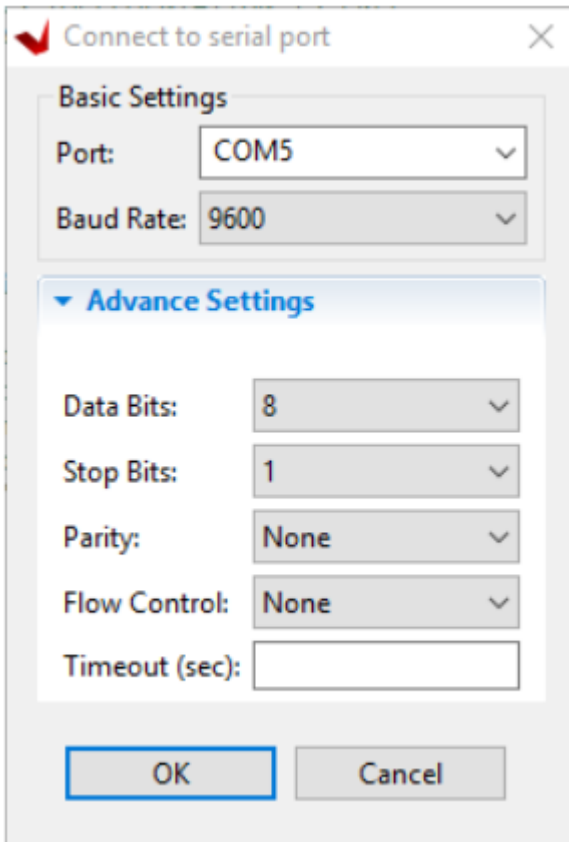 Connect to serial port
Basic Settings
Port: COM5
Baud Rate: 9600
Advance Settings
Data Bits: 8
Stop Bits: 1
Parity: None
Flow Control: None
Timeout (sec):
OK Cancel